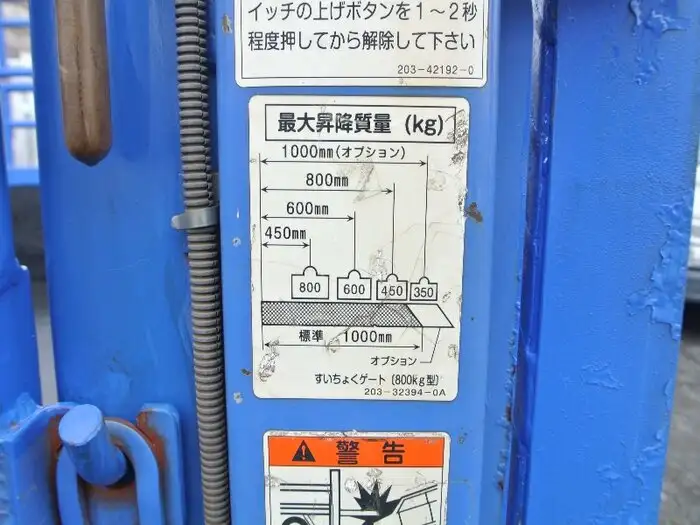 イッチの上げボタンを1～2秒
程度押してから解除して下さい
203-42192-0
最大昇降質量 (kg)
1000mm(オプション)
800mm
600mm
450mm
800 600 450 350
標準 1000mm
オプション
すいちょくゲート (800kg型)
203-32394-0A
警告